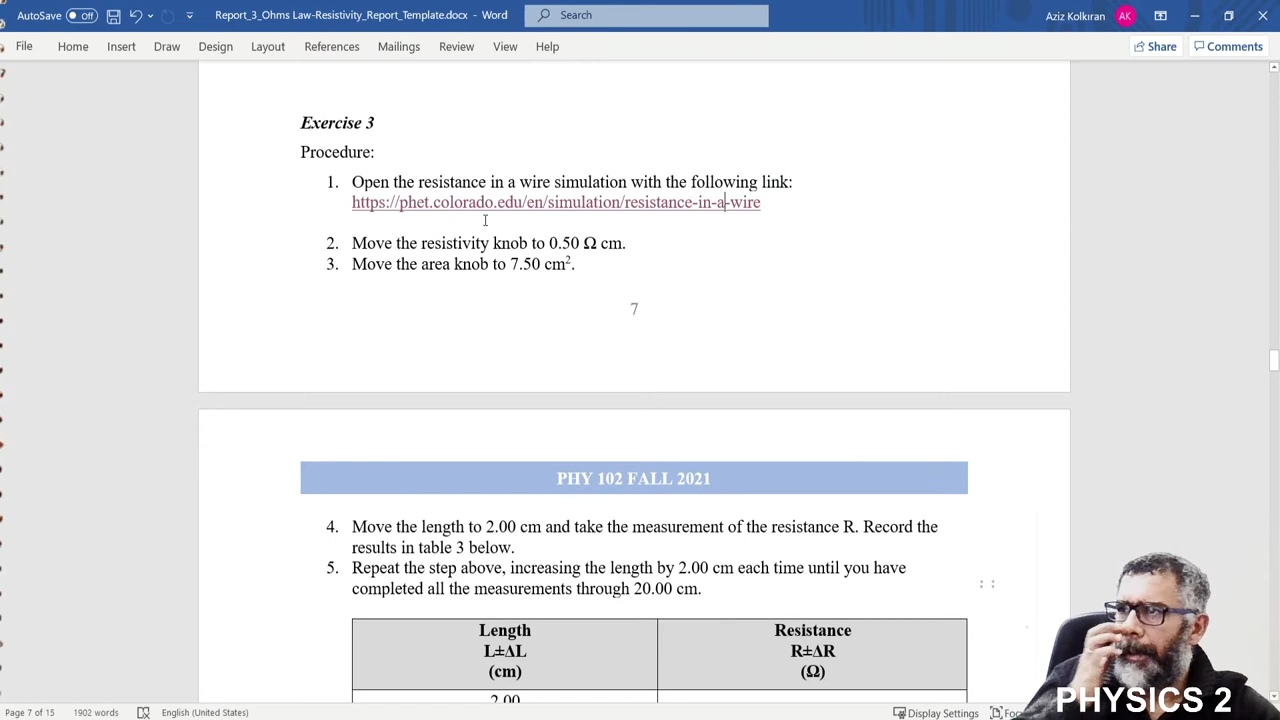 AutoSave Off Report_3_Ohms Law-Resistivity_Report_Template.docx - Word Search Aziz Kolkıran AK
File Home Insert Draw Design Layout References Mailings Review View Help Share Comments
Exercise 3
Procedure:
1. Open the resistance in a wire simulation with the following link:
https://phet.colorado.edu/en/simulation/resistance-in-a-wire
2. Move the resistivity knob to 0.50 Ω cm.
3. Move the area knob to 7.50 cm².
7
PHY 102 FALL 2021
4. Move the length to 2.00 cm and take the measurement of the resistance R. Record the
results in table 3 below.
5. Repeat the step above, increasing the length by 2.00 cm each time until you have
completed all the measurements through 20.00 cm.
Length Resistance
L±ΔL R±ΔR
(cm) (Ω)
2.00
PHYSICS 2
Page 7 of 15 1902 words English (United States) Display Settings